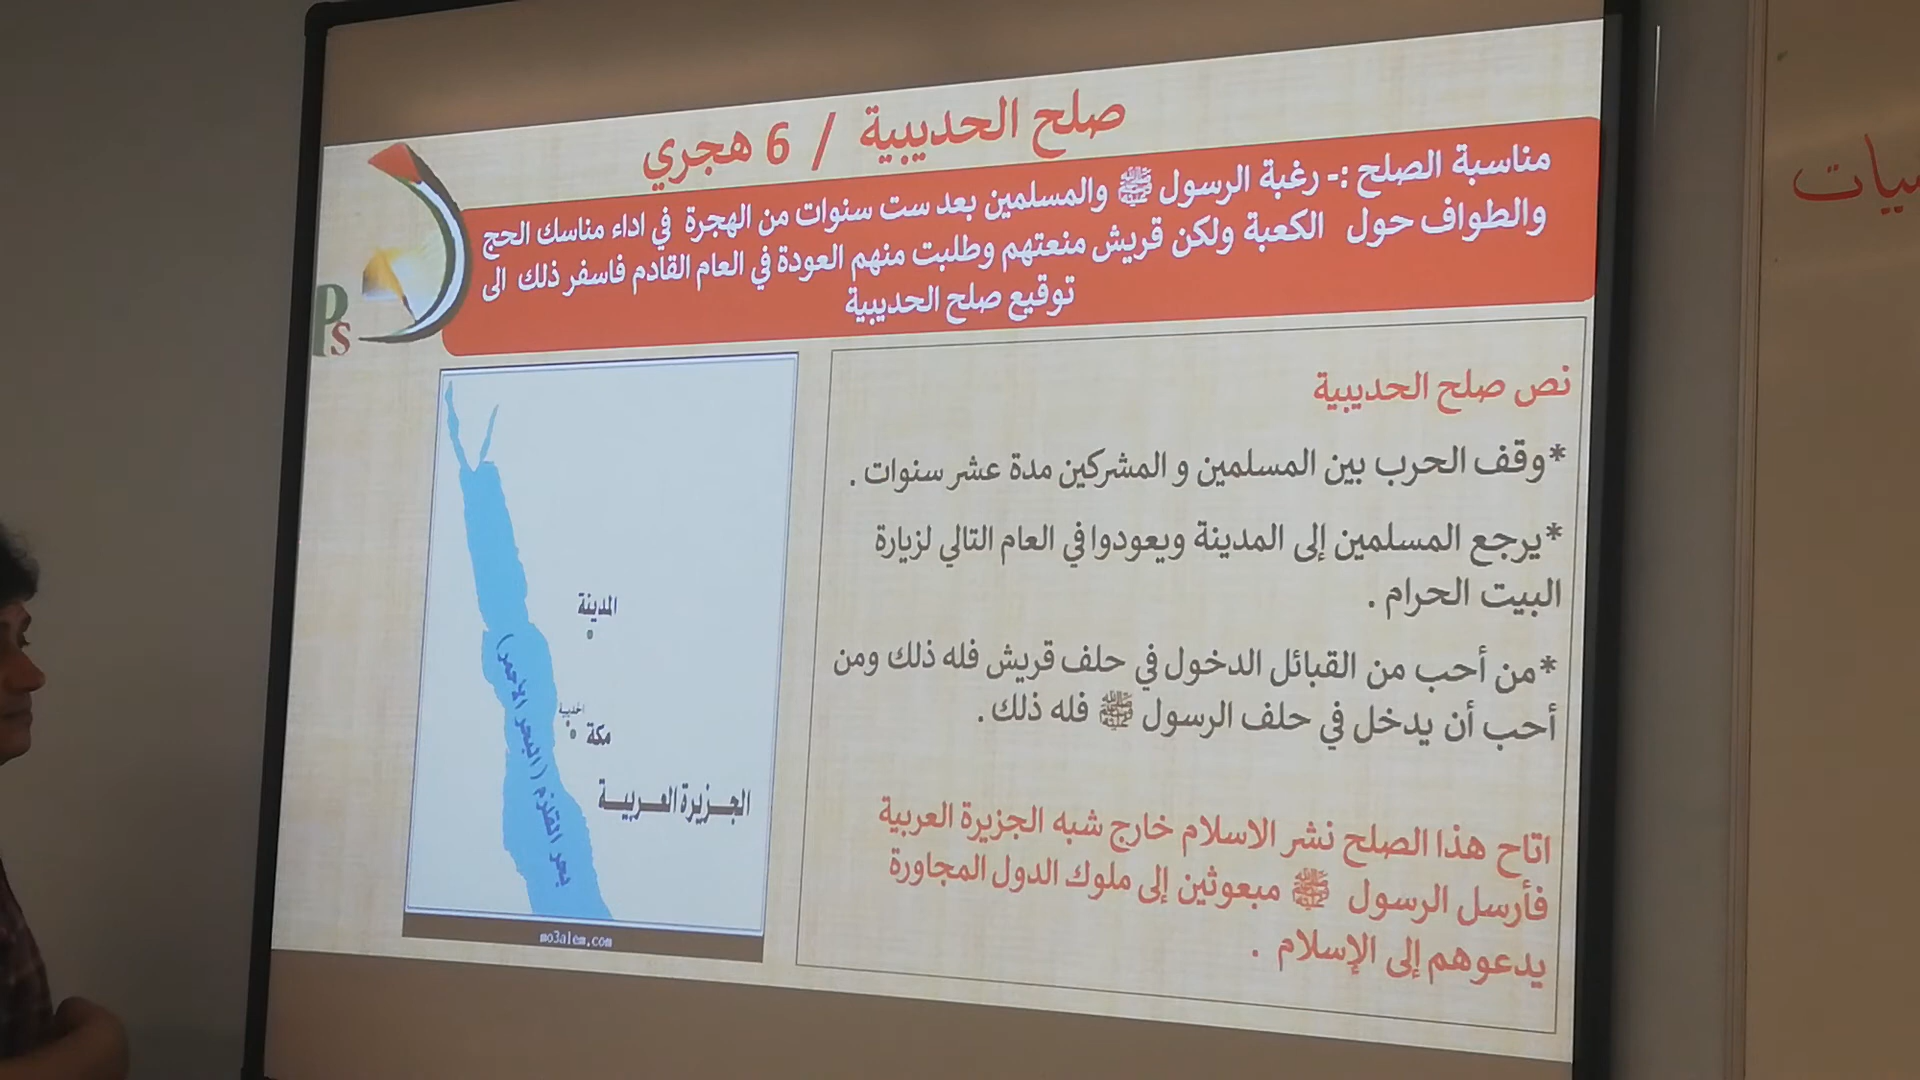 صلح الحديبية / 6 هجري
مناسبة الصلح :- رغبة الرسول ﷺ والمسلمين بعد ست سنوات من الهجرة في اداء مناسك الحج
والطواف حول الكعبة ولكن قريش منعتهم وطلبت منهم العودة في العام القادم فاسفر ذلك الى
توقيع صلح الحديبية
نص صلح الحديبية
*وقف الحرب بين المسلمين و المشركين مدة عشر سنوات .
*يرجع المسلمين إلى المدينة ويعودوا في العام التالي لزيارة
البيت الحرام .
*من أحب من القبائل الدخول في حلف قريش فله ذلك ومن
أحب أن يدخل في حلف الرسول ﷺ فله ذلك .
اتاح هذا الصلح نشر الاسلام خارج شبه الجزيرة العربية
فأرسل الرسول ﷺ مبعوثين إلى ملوك الدول المجاورة
يدعوهم إلى الإسلام .
المدينة
الحديبية
مكة
الجزيرة العربية
بحر القلزم (البحر الاحمر)
mo3alem.com
Ps